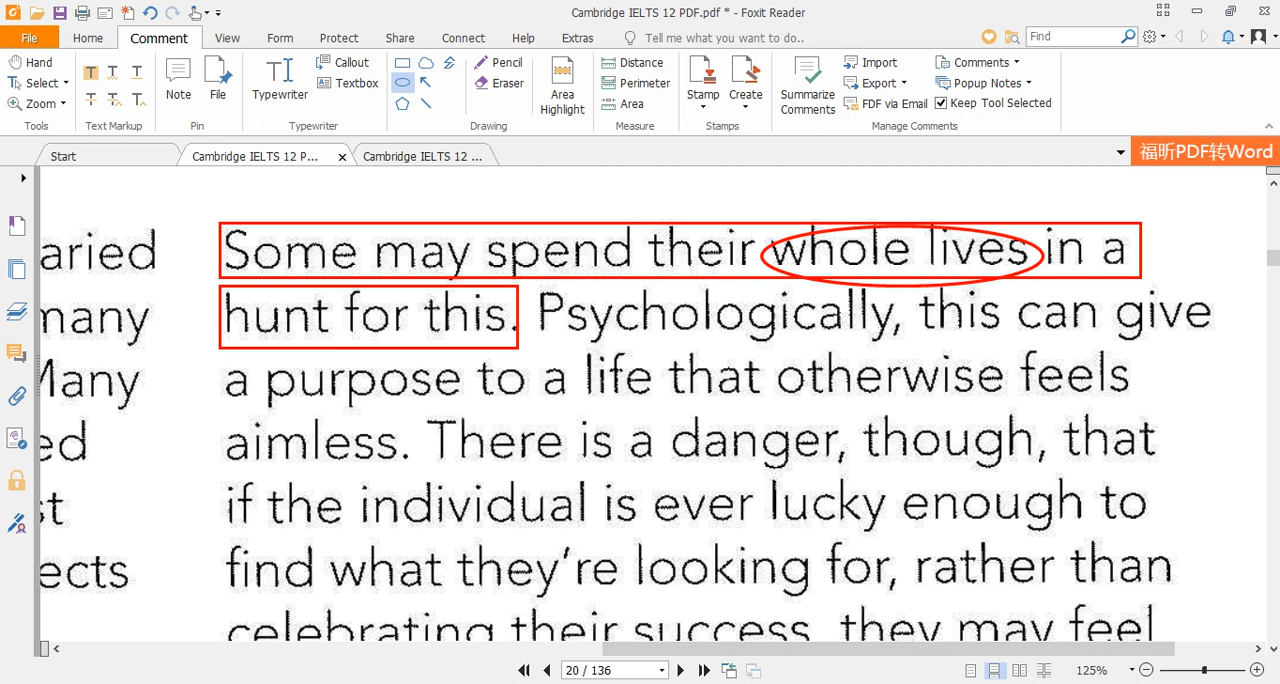 Cambridge IELTS 12 PDF.pdf * - Foxit Reader
File Home Comment View Form Protect Share Connect Help Extras Tell me what you want to do.. Find
Hand
Select
Zoom
Tools
Text Markup
Note File
Pin
Typewriter
Callout
Textbox
Typewriter
Pencil
Eraser
Drawing
Area
Highlight
Distance
Perimeter
Area
Measure
Stamp Create
Stamps
Summarize
Comments
Import
Export
FDF via Email
Comments
Popup Notes
Keep Tool Selected
Manage Comments
Start Cambridge IELTS 12 P... Cambridge IELTS 12 ... 福昕PDF转Word
aried
many
Many
ed
st
ects
Some may spend their whole lives in a
hunt for this. Psychologically, this can give
a purpose to a life that otherwise feels
aimless. There is a danger, though, that
if the individual is ever lucky enough to
find what they're looking for, rather than
celebrating their success, they may feel
20 / 136 125%